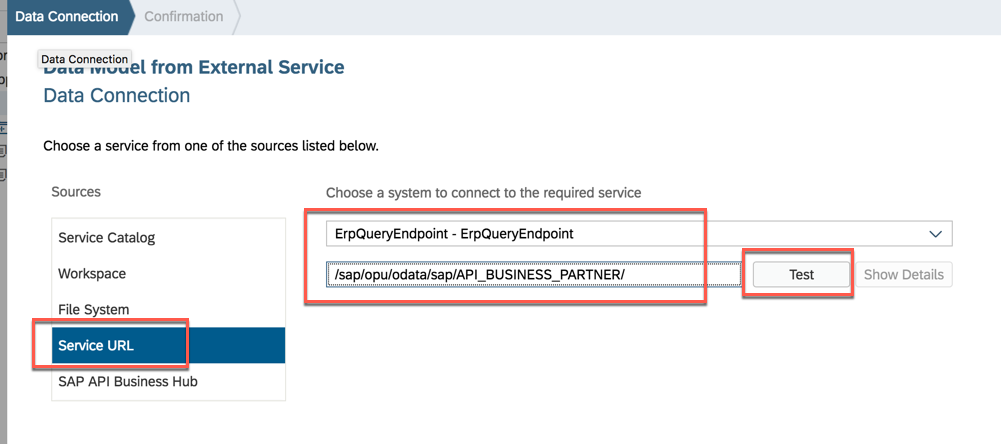 Data Connection
Confirmation
Data Connection
Data Model from External Service
Data Connection
Choose a service from one of the sources listed below.
Sources
Service Catalog
Workspace
File System
Service URL
SAP API Business Hub
Choose a system to connect to the required service
ErpQueryEndpoint - ErpQueryEndpoint
/sap/opu/odata/sap/API_BUSINESS_PARTNER/
Test
Show Details